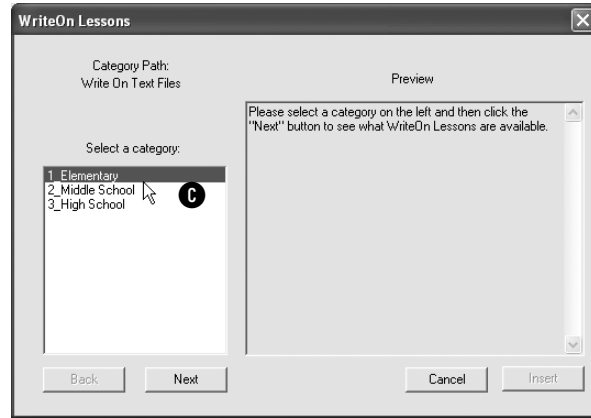 WriteOn Lessons
Category Path:
Write On Text Files
Select a category:
1_Elementary
2_Middle School
3_High School
C
Back
Next
Preview
Please select a category on the left and then click the
"Next" button to see what WriteOn Lessons are available.
Cancel
Insert